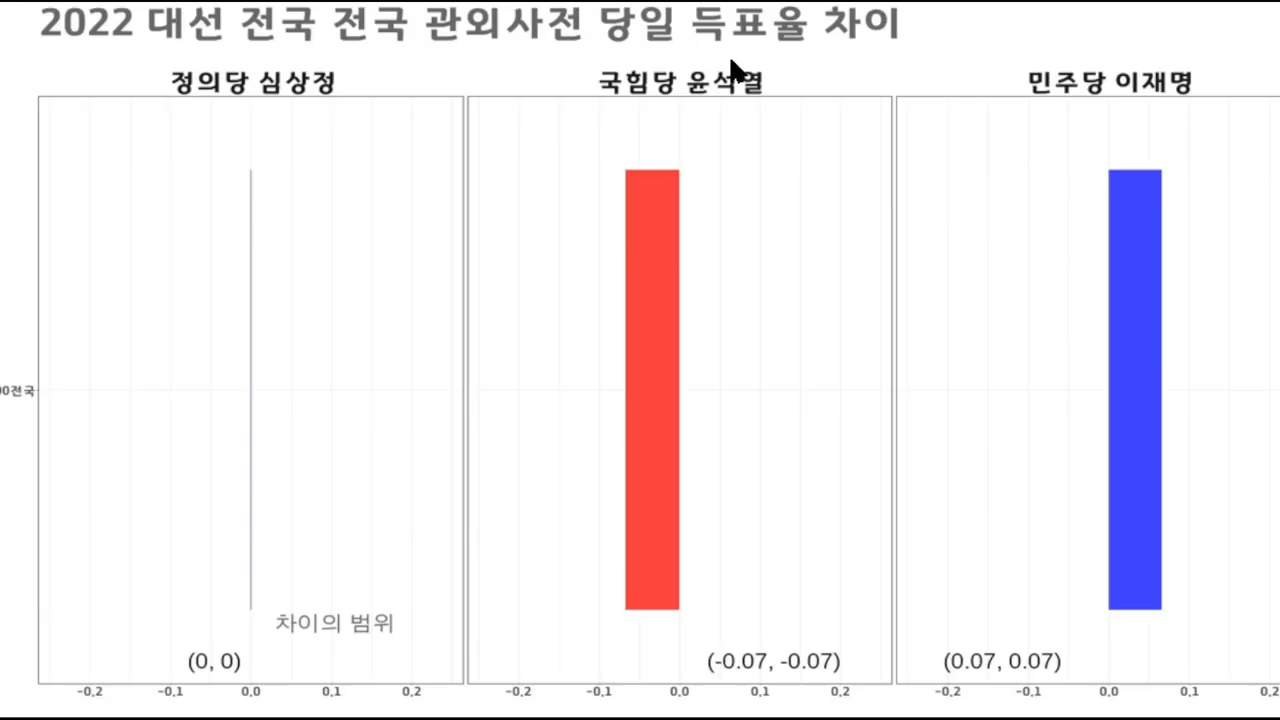 2022 대선 전국 전국 관외사전 당일 득표율 차이
정의당 심상정
국힘당 윤석열
민주당 이재명
00전국
차이의 범위
(0, 0)
(-0.07, -0.07)
(0.07, 0.07)
-0.2 -0.1 0.0 0.1 0.2
-0.2 -0.1 0.0 0.1 0.2
-0.2 -0.1 0.0 0.1 0.2